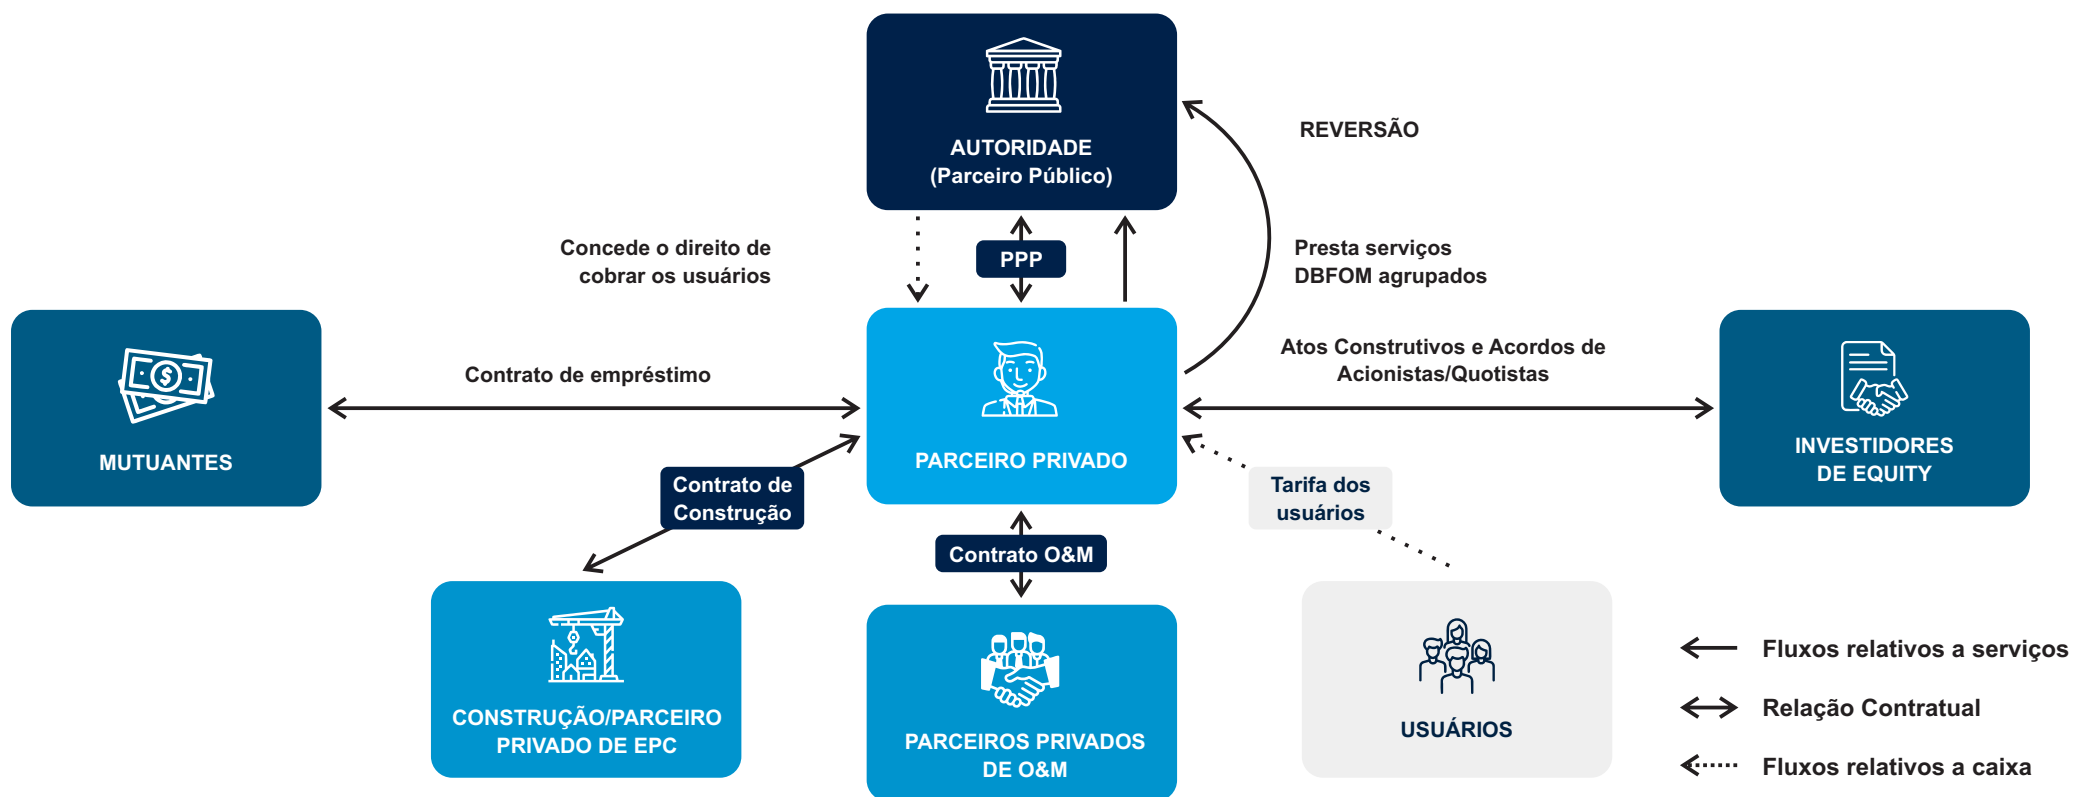 AUTORIDADE
(Parceiro Público)
REVERSÃO
Concede o direito de
cobrar os usuários
PPP
Presta serviços
DBFOM agrupados
MUTUANTES
Contrato de empréstimo
PARCEIRO PRIVADO
Atos Construtivos e Acordos de
Acionistas/Quotistas
INVESTIDORES
DE EQUITY
Contrato de
Construção
Contrato O&M
Tarifa dos
usuários
CONSTRUÇÃO/PARCEIRO
PRIVADO DE EPC
PARCEIROS PRIVADOS
DE O&M
USUÁRIOS
Fluxos relativos a serviços
Relação Contratual
Fluxos relativos a caixa